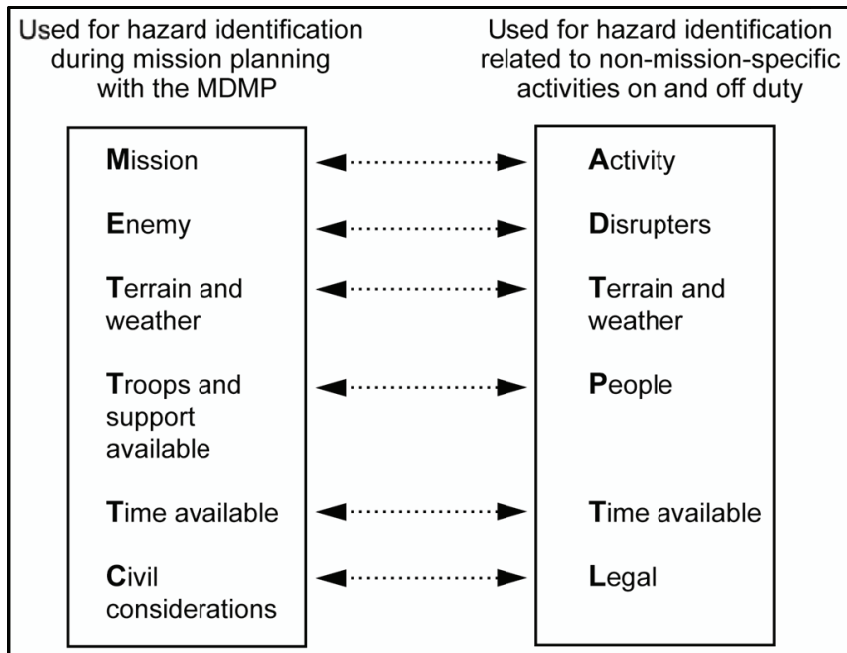 Used for hazard identification
during mission planning
with the MDMP
Used for hazard identification
related to non-mission-specific
activities on and off duty
Mission
Enemy
Terrain and
weather
Troops and
support
available
Time available
Civil
considerations
Activity
Disrupters
Terrain and
weather
People
Time available
Legal